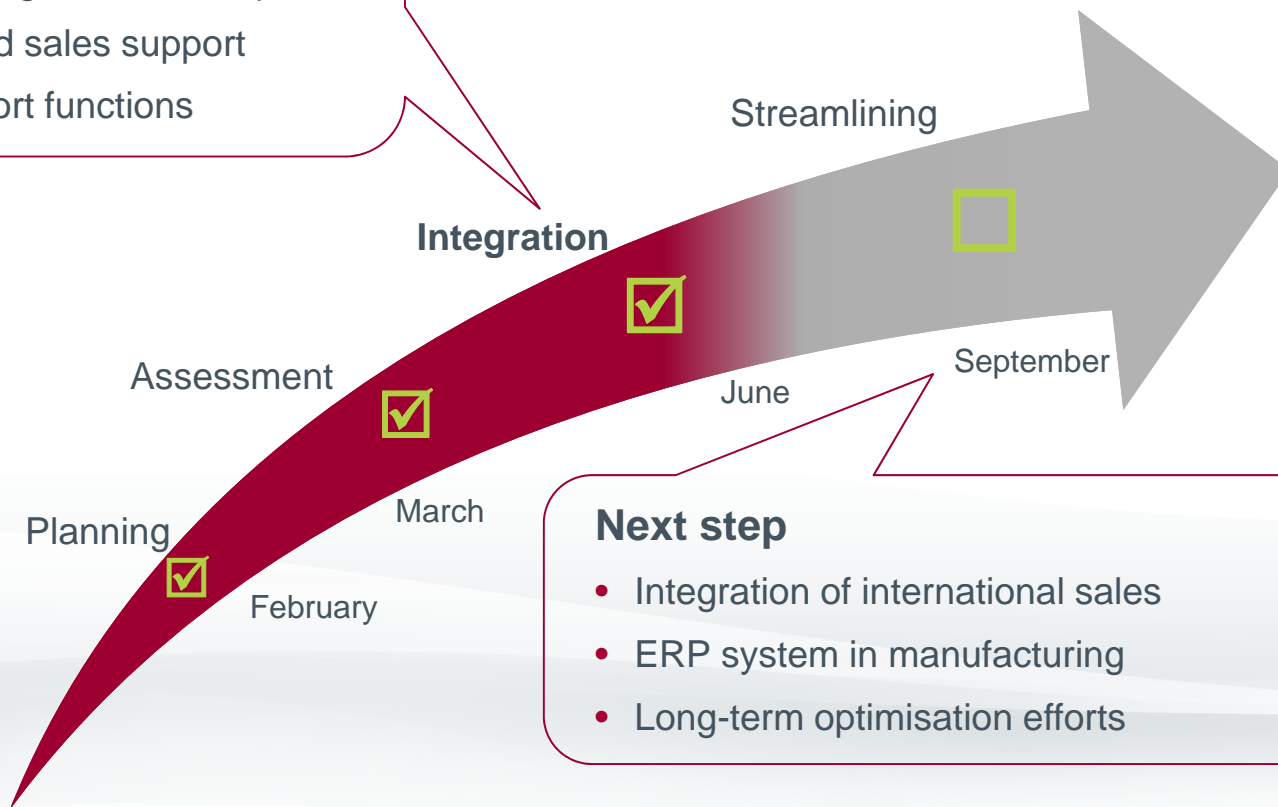 sales support
functions
Streamlining
Integration
Assessment
September
June
March
Planning
Next step
• Integration of international sales
February
• ERP system in manufacturing
• Long-term optimisation efforts